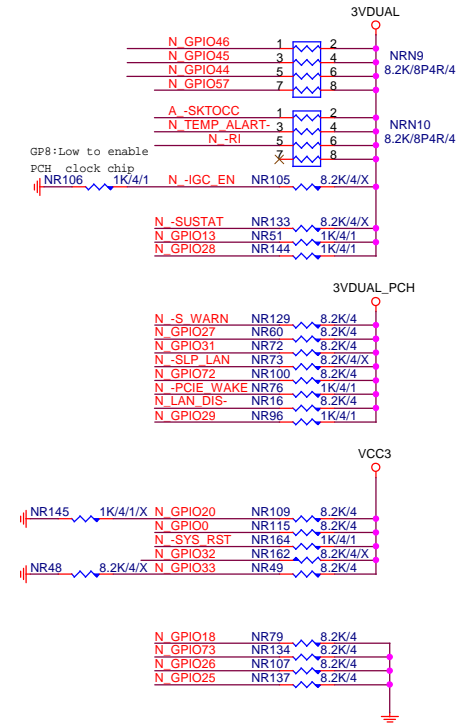 3VDUAL
N_GPIO46 1 2
N_GPIO45 3 4 NRN9
N_GPIO44 5 6 8.2K/8P4R/4
N_GPIO57 7 8
A_-SKTOCC 1 2
N_TEMP_ALART- 3 4 NRN10
N_-RI 5 6 8.2K/8P4R/4
7 8
GP8:Low to enable
PCH clock chip
NR106 1K/4/1 N_-IGC_EN NR105 8.2K/4/X
N_-SUSTAT NR133 8.2K/4/X
N_GPIO13 NR51 1K/4/1
N_GPIO28 NR144 1K/4/1
3VDUAL_PCH
N_-S_WARN NR129 8.2K/4
N_GPIO27 NR60 8.2K/4
N_GPIO31 NR72 8.2K/4
N_-SLP_LAN NR73 8.2K/4/X
N_GPIO72 NR100 8.2K/4
N_-PCIE_WAKE NR76 1K/4/1
N_LAN_DIS- NR16 8.2K/4
N_GPIO29 NR96 1K/4/1
VCC3
NR145 1K/4/1/X N_GPIO20 NR109 8.2K/4
N_GPIO0 NR115 8.2K/4
N_-SYS_RST NR164 1K/4/1
N_GPIO32 NR162 8.2K/4/X
NR48 8.2K/4/X N_GPIO33 NR49 8.2K/4
N_GPIO18 NR79 8.2K/4
N_GPIO73 NR134 8.2K/4
N_GPIO26 NR107 8.2K/4
N_GPIO25 NR137 8.2K/4